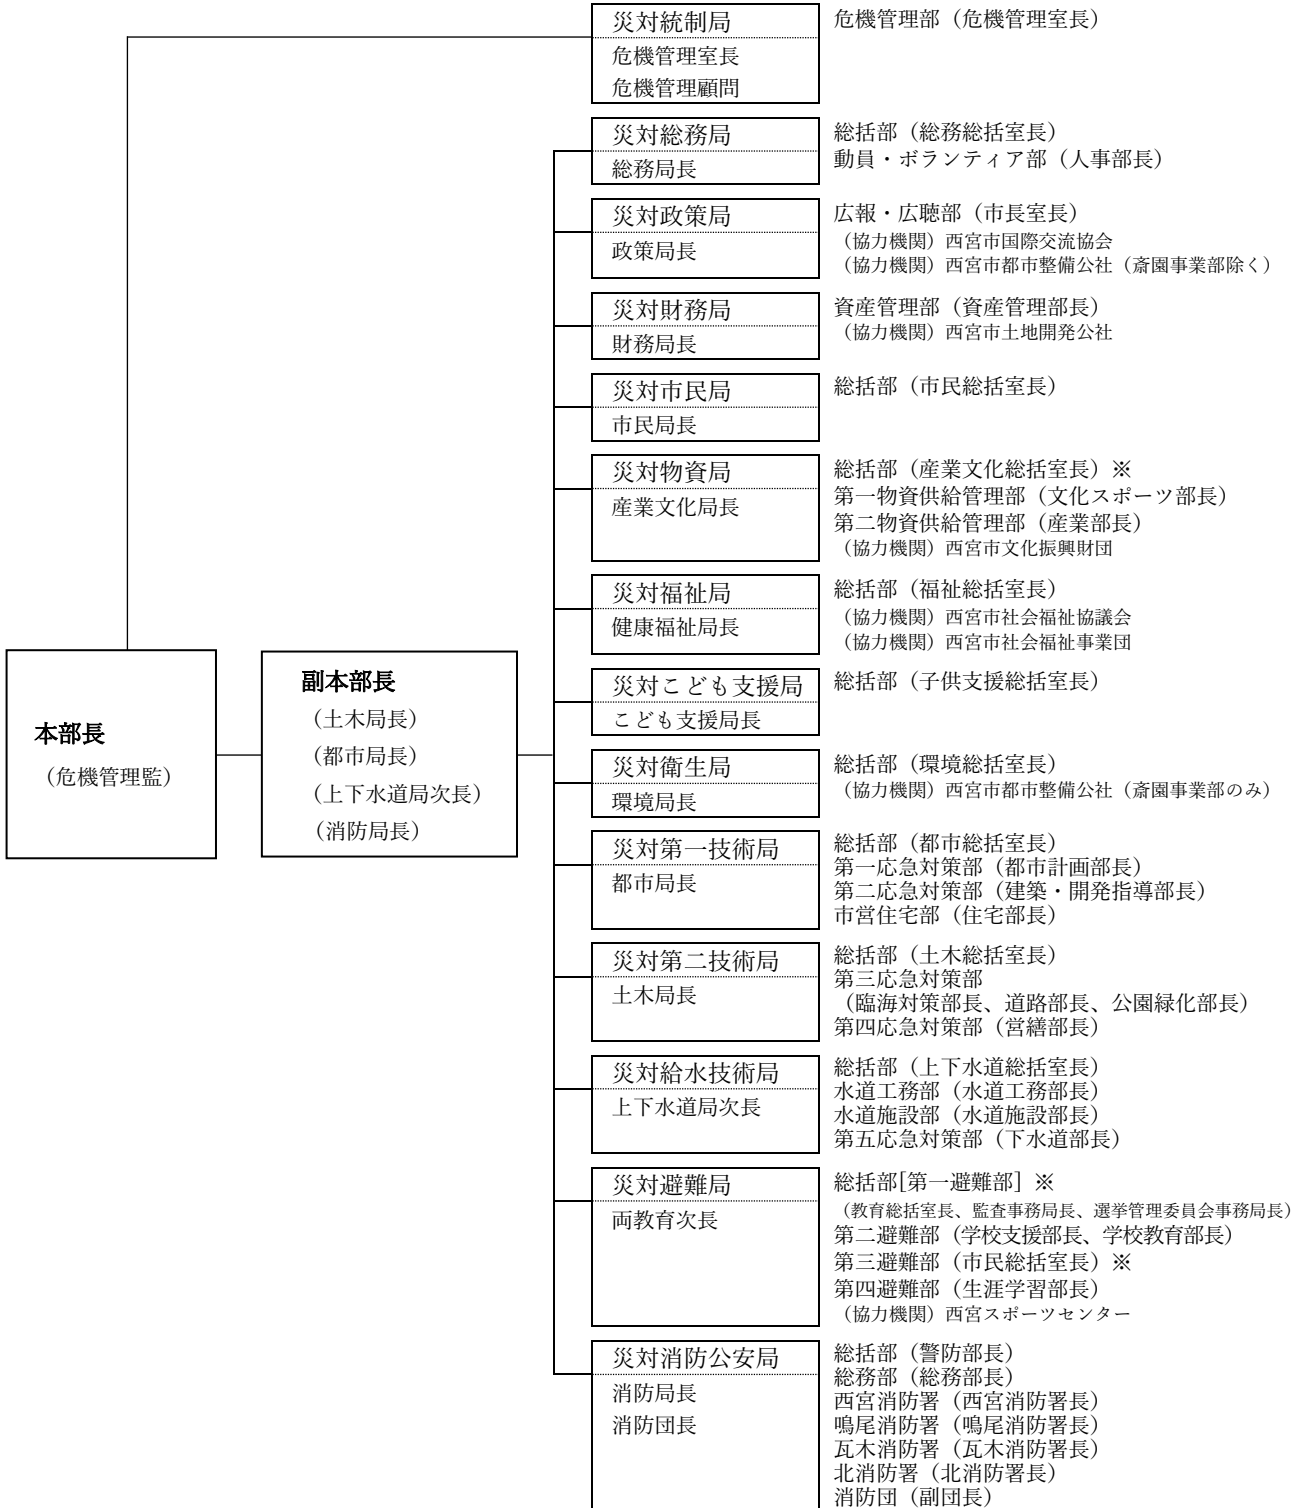 災対統制局
危機管理室長
危機管理顧問
危機管理部（危機管理室長）
災対総務局
総務局長
総括部（総務総括室長）
動員・ボランティア部（人事部長）
災対政策局
政策局長
広報・広聴部（市長室長）
（協力機関）西宮市国際交流協会
（協力機関）西宮市都市整備公社（斎園事業部除く）
災対財務局
財務局長
資産管理部（資産管理部長）
（協力機関）西宮市土地開発公社
災対市民局
市民局長
総括部（市民総括室長）
災対物資局
産業文化局長
総括部（産業文化総括室長）※
第一物資供給管理部（文化スポーツ部長）
第二物資供給管理部（産業部長）
（協力機関）西宮市文化振興財団
災対福祉局
健康福祉局長
総括部（福祉総括室長）
（協力機関）西宮市社会福祉協議会
（協力機関）西宮市社会福祉事業団
本部長
（危機管理監）
副本部長
（土木局長）
（都市局長）
（上下水道局次長）
（消防局長）
災対こども支援局
こども支援局長
総括部（子供支援総括室長）
災対衛生局
環境局長
総括部（環境総括室長）
（協力機関）西宮市都市整備公社（斎園事業部のみ）
災対第一技術局
都市局長
総括部（都市総括室長）
第一応急対策部（都市計画部長）
第二応急対策部（建築・開発指導部長）
市営住宅部（住宅部長）
災対第二技術局
土木局長
総括部（土木総括室長）
第三応急対策部
（臨海対策部長、道路部長、公園緑化部長）
第四応急対策部（営繕部長）
災対給水技術局
上下水道局次長
総括部（上下水道総括室長）
水道工務部（水道工務部長）
水道施設部（水道施設部長）
第五応急対策部（下水道部長）
災対避難局
両教育次長
総括部[第一避難部] ※
（教育総括室長、監査事務局長、選挙管理委員会事務局長）
第二避難部（学校支援部長、学校教育部長）
第三避難部（市民総括室長）※
第四避難部（生涯学習部長）
（協力機関）西宮スポーツセンター
災対消防公安局
消防局長
消防団長
総括部（警防部長）
総務部（総務部長）
西宮消防署（西宮消防署長）
鳴尾消防署（鳴尾消防署長）
瓦木消防署（瓦木消防署長）
北消防署（北消防署長）
消防団（副団長）